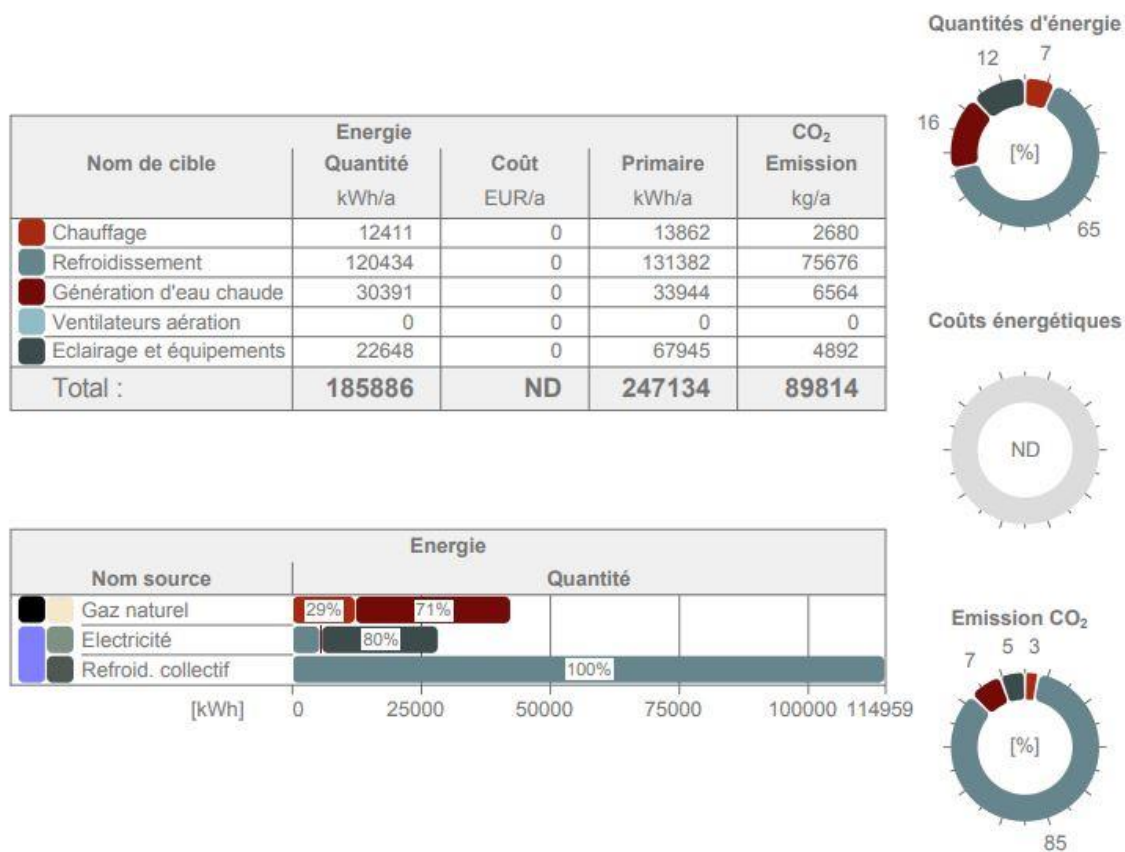 Quantités d'énergie
12 7
16
[%]
65
Energie CO₂
Nom de cible Quantité Coût Primaire Emission
kWh/a EUR/a kWh/a kg/a
Chauffage 12411 0 13862 2680
Refroidissement 120434 0 131382 75676
Génération d'eau chaude 30391 0 33944 6564
Ventilateurs aération 0 0 0 0
Eclairage et équipements 22648 0 67945 4892
Total : 185886 ND 247134 89814
Coûts énergétiques
ND
Energie
Nom source Quantité
Gaz naturel 29% 71%
Electricité 80%
Refroid. collectif 100%
[kWh] 0 25000 50000 75000 100000 114959
Emission CO₂
7 5 3
[%]
85